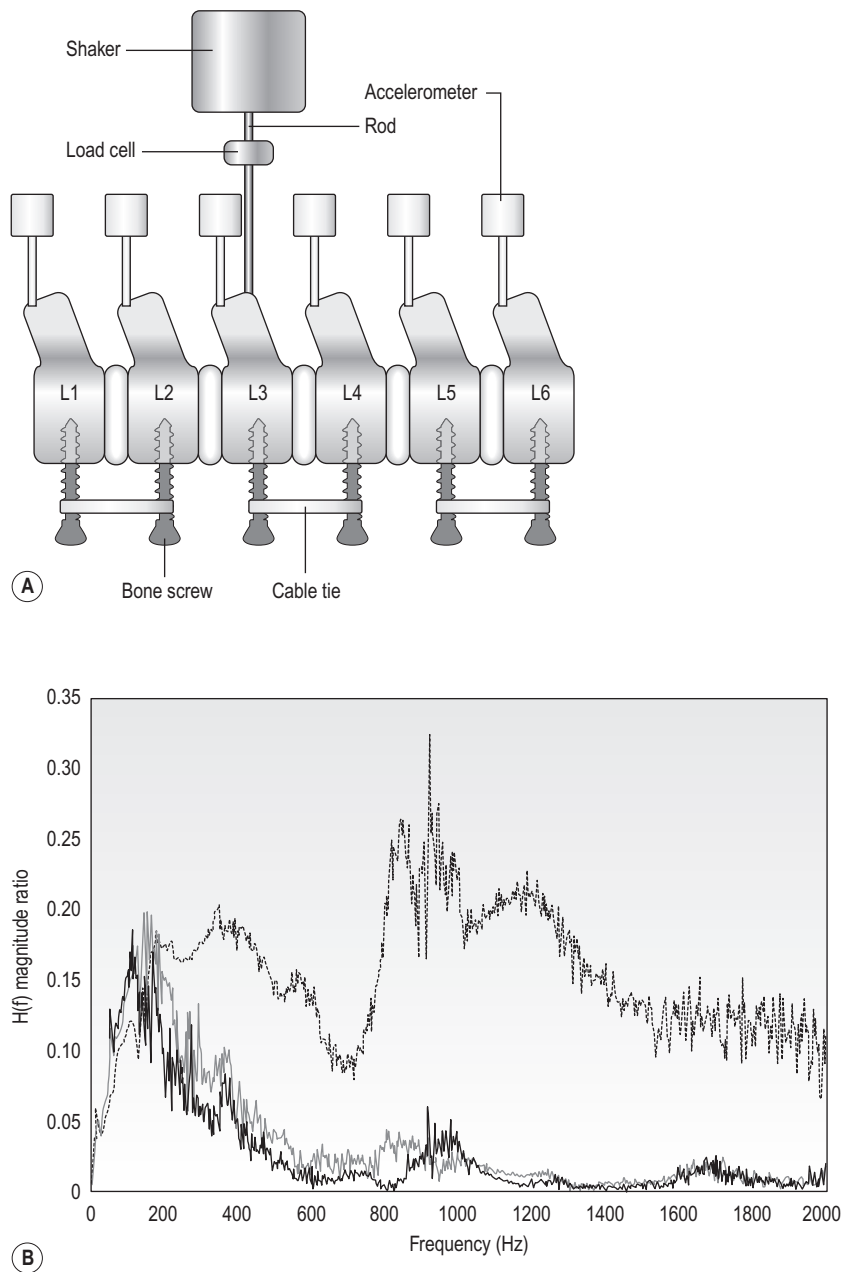 Shaker
Accelerometer
Rod
Load cell
L1 L2 L3 L4 L5 L6
Bone screw Cable tie
A
0.35
0.30
0.25
0.20
0.15
0.10
0.05
0
H(f) magnitude ratio
0 200 400 600 800 1000 1200 1400 1600 1800 2000
Frequency (Hz)
B